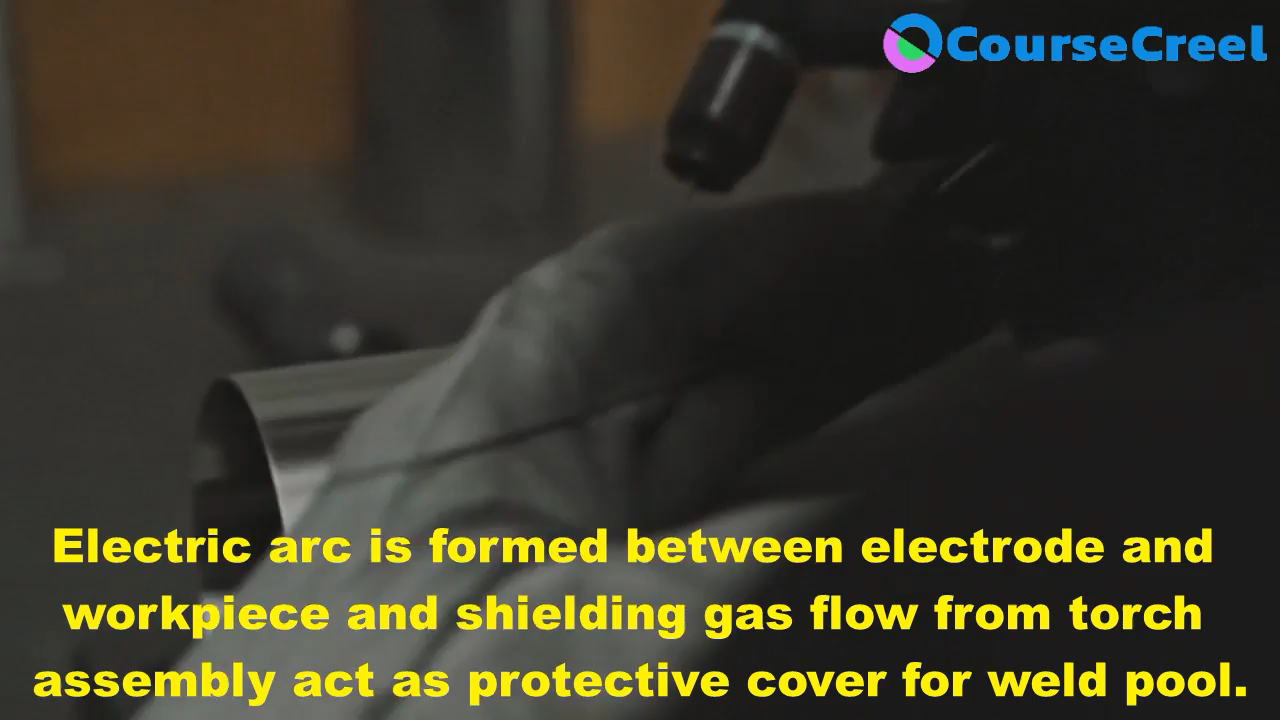 CourseCreel
Electric arc is formed between electrode and
workpiece and shielding gas flow from torch
assembly act as protective cover for weld pool.